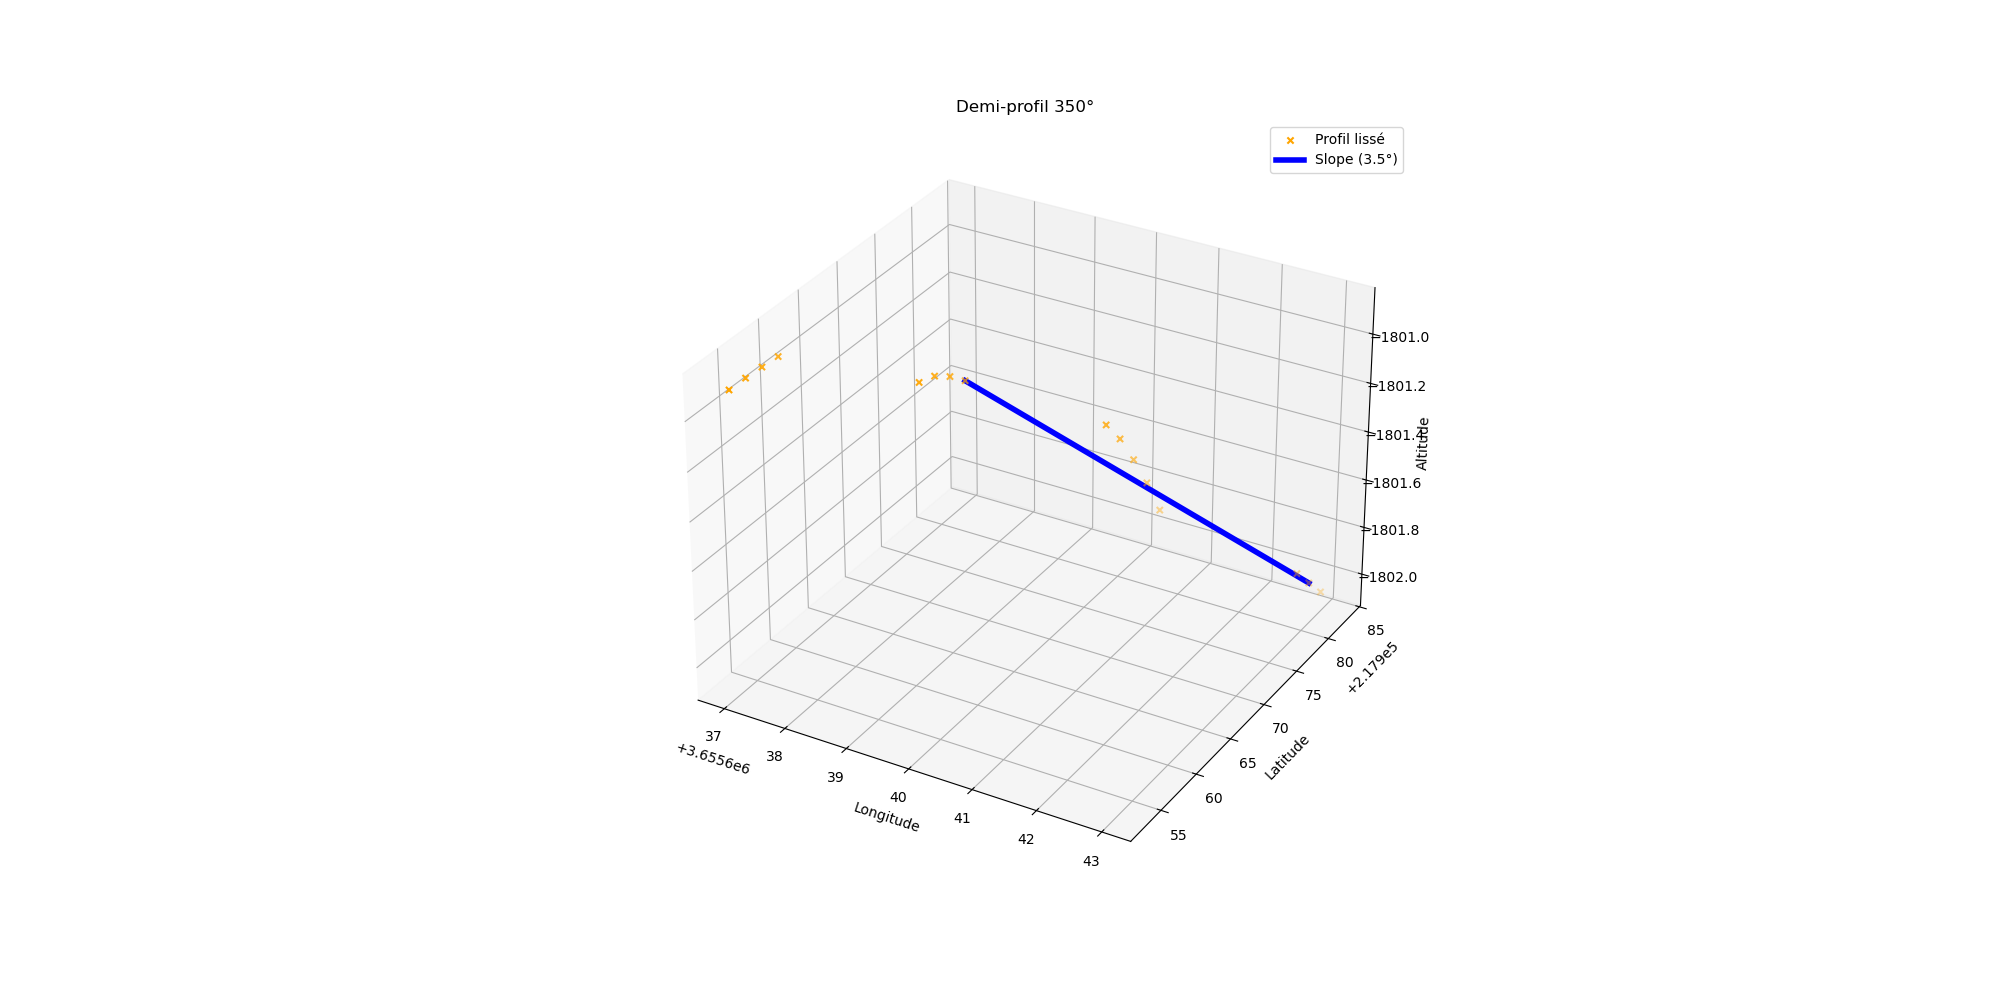 Demi-profil 350°
Profil lissé
Slope (3.5°)
−1801.0
−1801.2
−1801.4
−1801.6
−1801.8
−1802.0
Altitude
85
80
75
70
65
60
55
+2.179e5
Latitude
37
38
39
40
41
42
43
+3.6556e6
Longitude